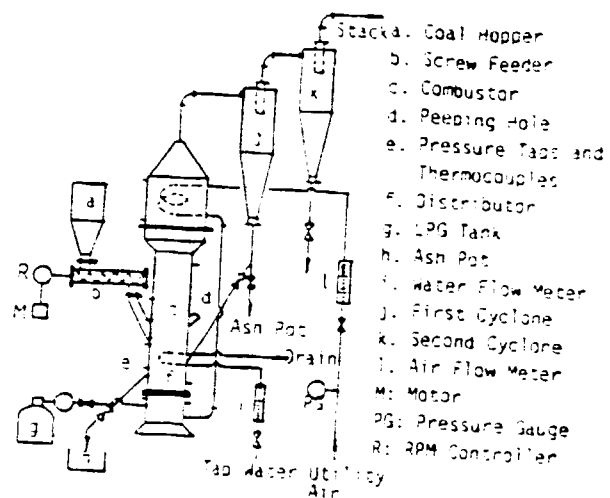 Stack
a. Coal Hopper
b. Screw Feeder
c. Combustor
d. Peeping Hole
e. Pressure Taps and
Thermocouples
f. Distributor
g. LPG Tank
h. Ash Pot
i. Water Flow Meter
j. First Cyclone
k. Second Cyclone
l. Air Flow Meter
M: Motor
PG: Pressure Gauge
R: RPM Controller
k
j
a
R
b
M
c
d
l
Ash Pot
Drain
e
f
i
PG
g
h
Tap Water
Utility
Air